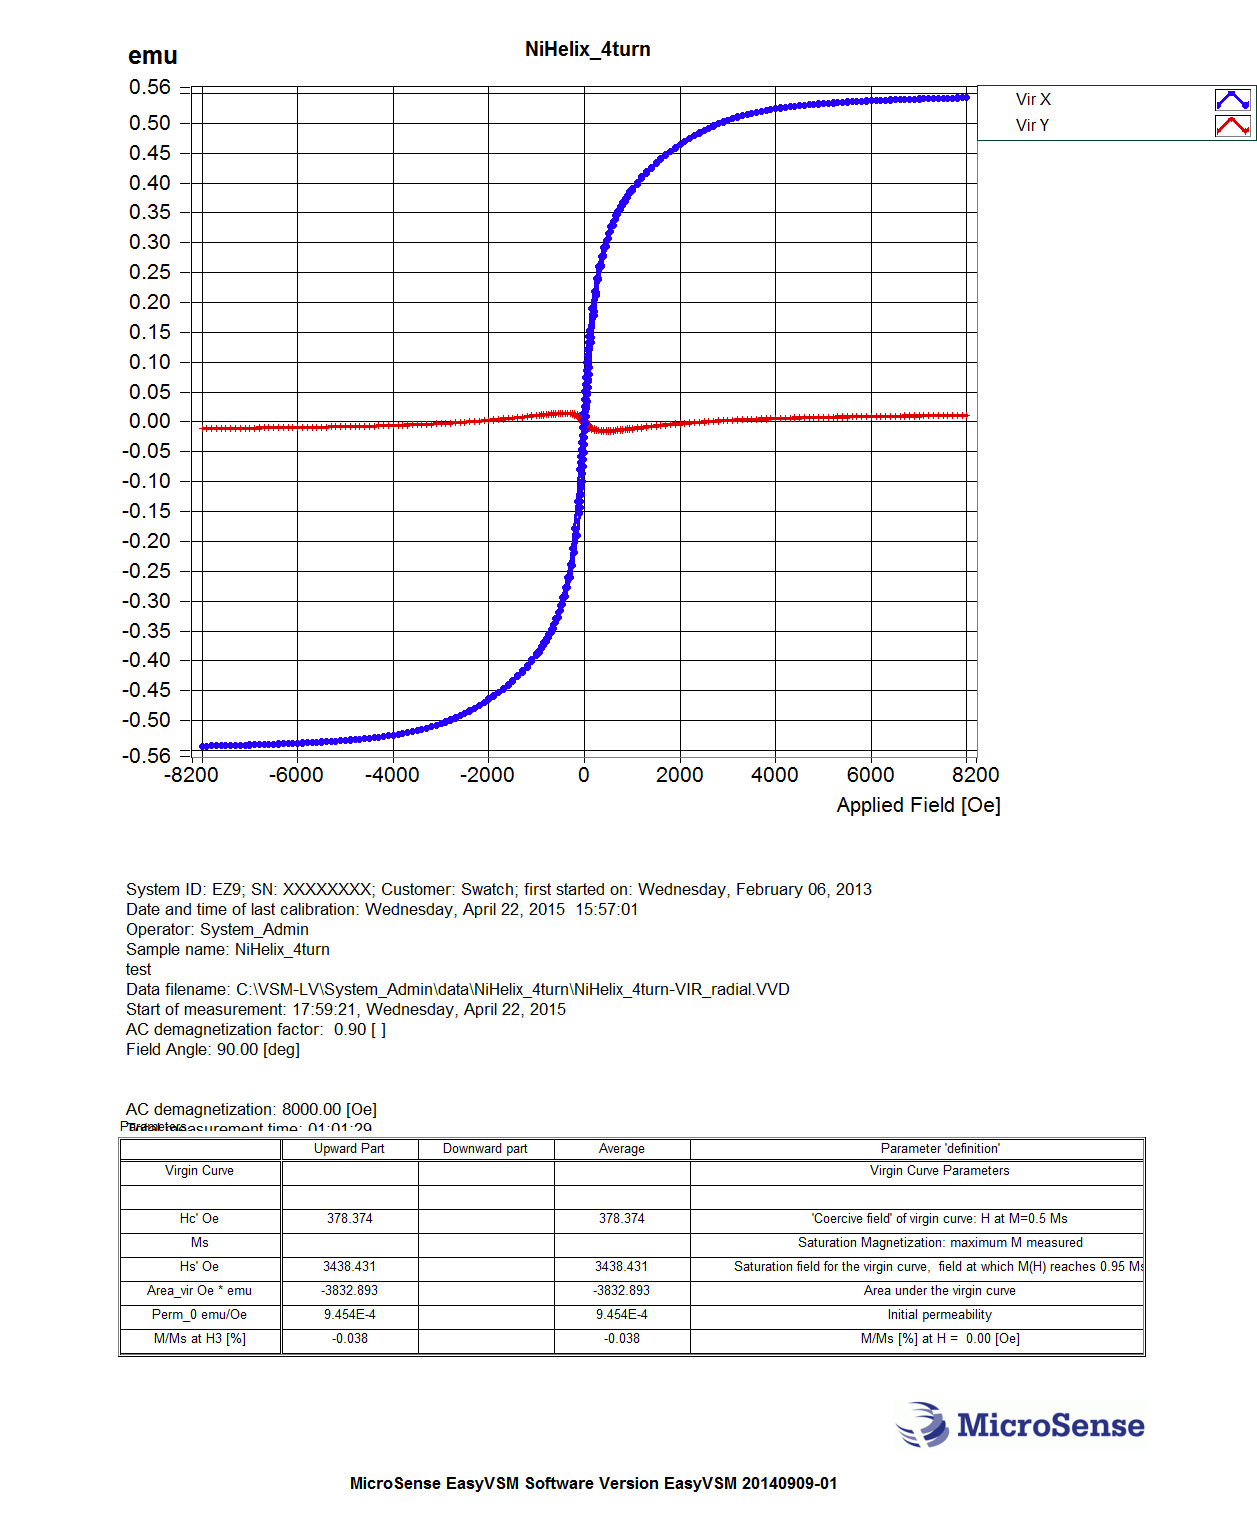 NiHelix_4turn
emu
Vir X
Vir Y
0.56
0.50
0.45
0.40
0.35
0.30
0.25
0.20
0.15
0.10
0.05
0.00
-0.05
-0.10
-0.15
-0.20
-0.25
-0.30
-0.35
-0.40
-0.45
-0.50
-0.56
-8200 -6000 -4000 -2000 0 2000 4000 6000 8200
Applied Field [Oe]
System ID: EZ9; SN: XXXXXXXX; Customer: Swatch; first started on: Wednesday, February 06, 2013
Date and time of last calibration: Wednesday, April 22, 2015 15:57:01
Operator: System_Admin
Sample name: NiHelix_4turn
test
Data filename: C:\VSM-LV\System_Admin\data\NiHelix_4turn\NiHelix_4turn-VIR_radial.VVD
Start of measurement: 17:59:21, Wednesday, April 22, 2015
AC demagnetization factor: 0.90 [ ]
Field Angle: 90.00 [deg]
AC demagnetization: 8000.00 [Oe]
Total measurement time: 01:01:29
Parameters
Upward Part Downward part Average Parameter 'definition'
Virgin Curve Virgin Curve Parameters
Hc' Oe 378.374 378.374 'Coercive field' of virgin curve: H at M=0.5 Ms
Ms Saturation Magnetization: maximum M measured
Hs' Oe 3438.431 3438.431 Saturation field for the virgin curve, field at which M(H) reaches 0.95 Ms
Area_vir Oe * emu -3832.893 -3832.893 Area under the virgin curve
Perm_0 emu/Oe 9.454E-4 9.454E-4 Initial permeability
M/Ms at H3 [%] -0.038 -0.038 M/Ms [%] at H = 0.00 [Oe]
MicroSense
MicroSense EasyVSM Software Version EasyVSM 20140909-01